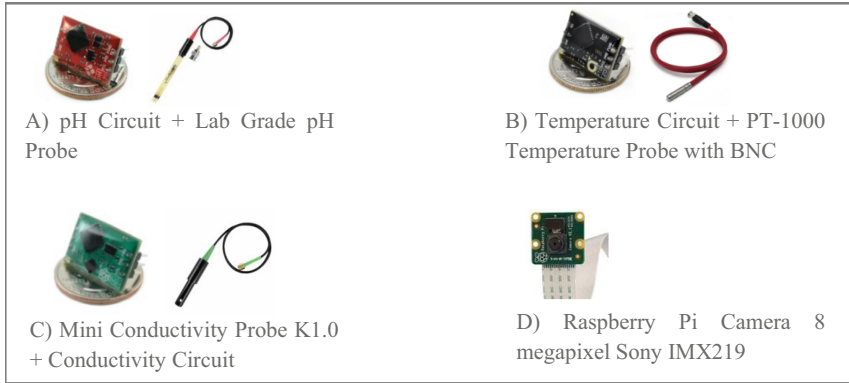 A) pH Circuit + Lab Grade pH
Probe
B) Temperature Circuit + PT-1000
Temperature Probe with BNC
C) Mini Conductivity Probe K1.0
+ Conductivity Circuit
D) Raspberry Pi Camera 8
megapixel Sony IMX219